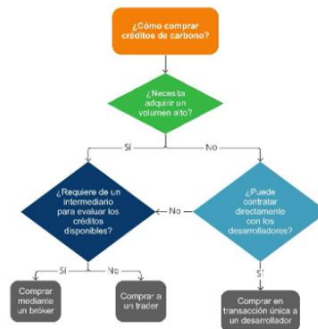 ¿Cómo comprar
créditos de carbono?
¿Necesita
adquirir un
volumen alto?
Sí
No
¿Requiere de un
intermediario
para evaluar los
créditos
disponibles?
No
¿Puede
contratar
directamente
con los
desarrolladores?
Sí
No
Sí
Comprar
mediante
un bróker
Comprar a
un trader
Comprar en
transacción única a
un desarrollador